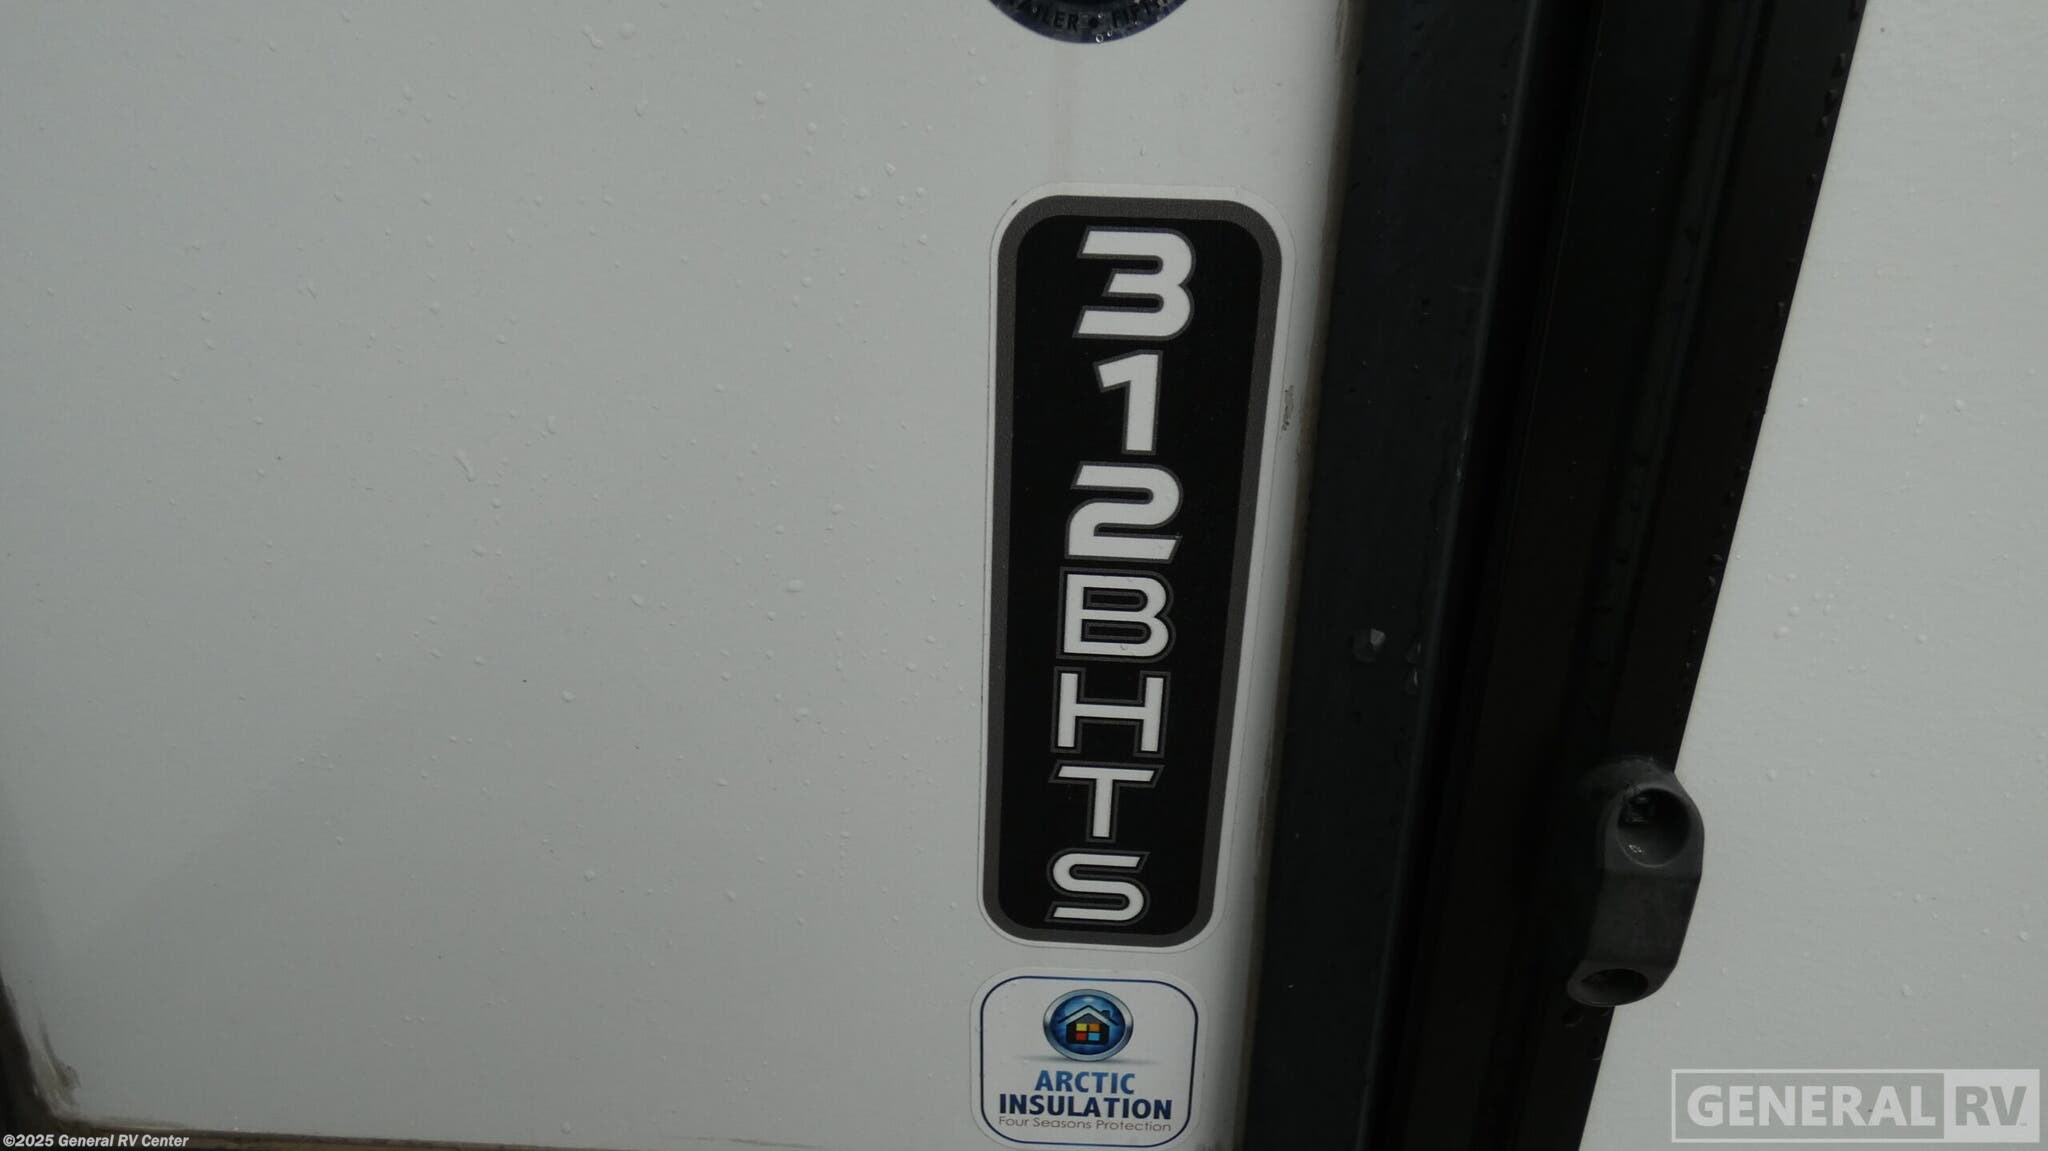 312BHTS
ARCTIC
INSULATION
Four Seasons Protection
GENERAL RV
©2025 General RV Center